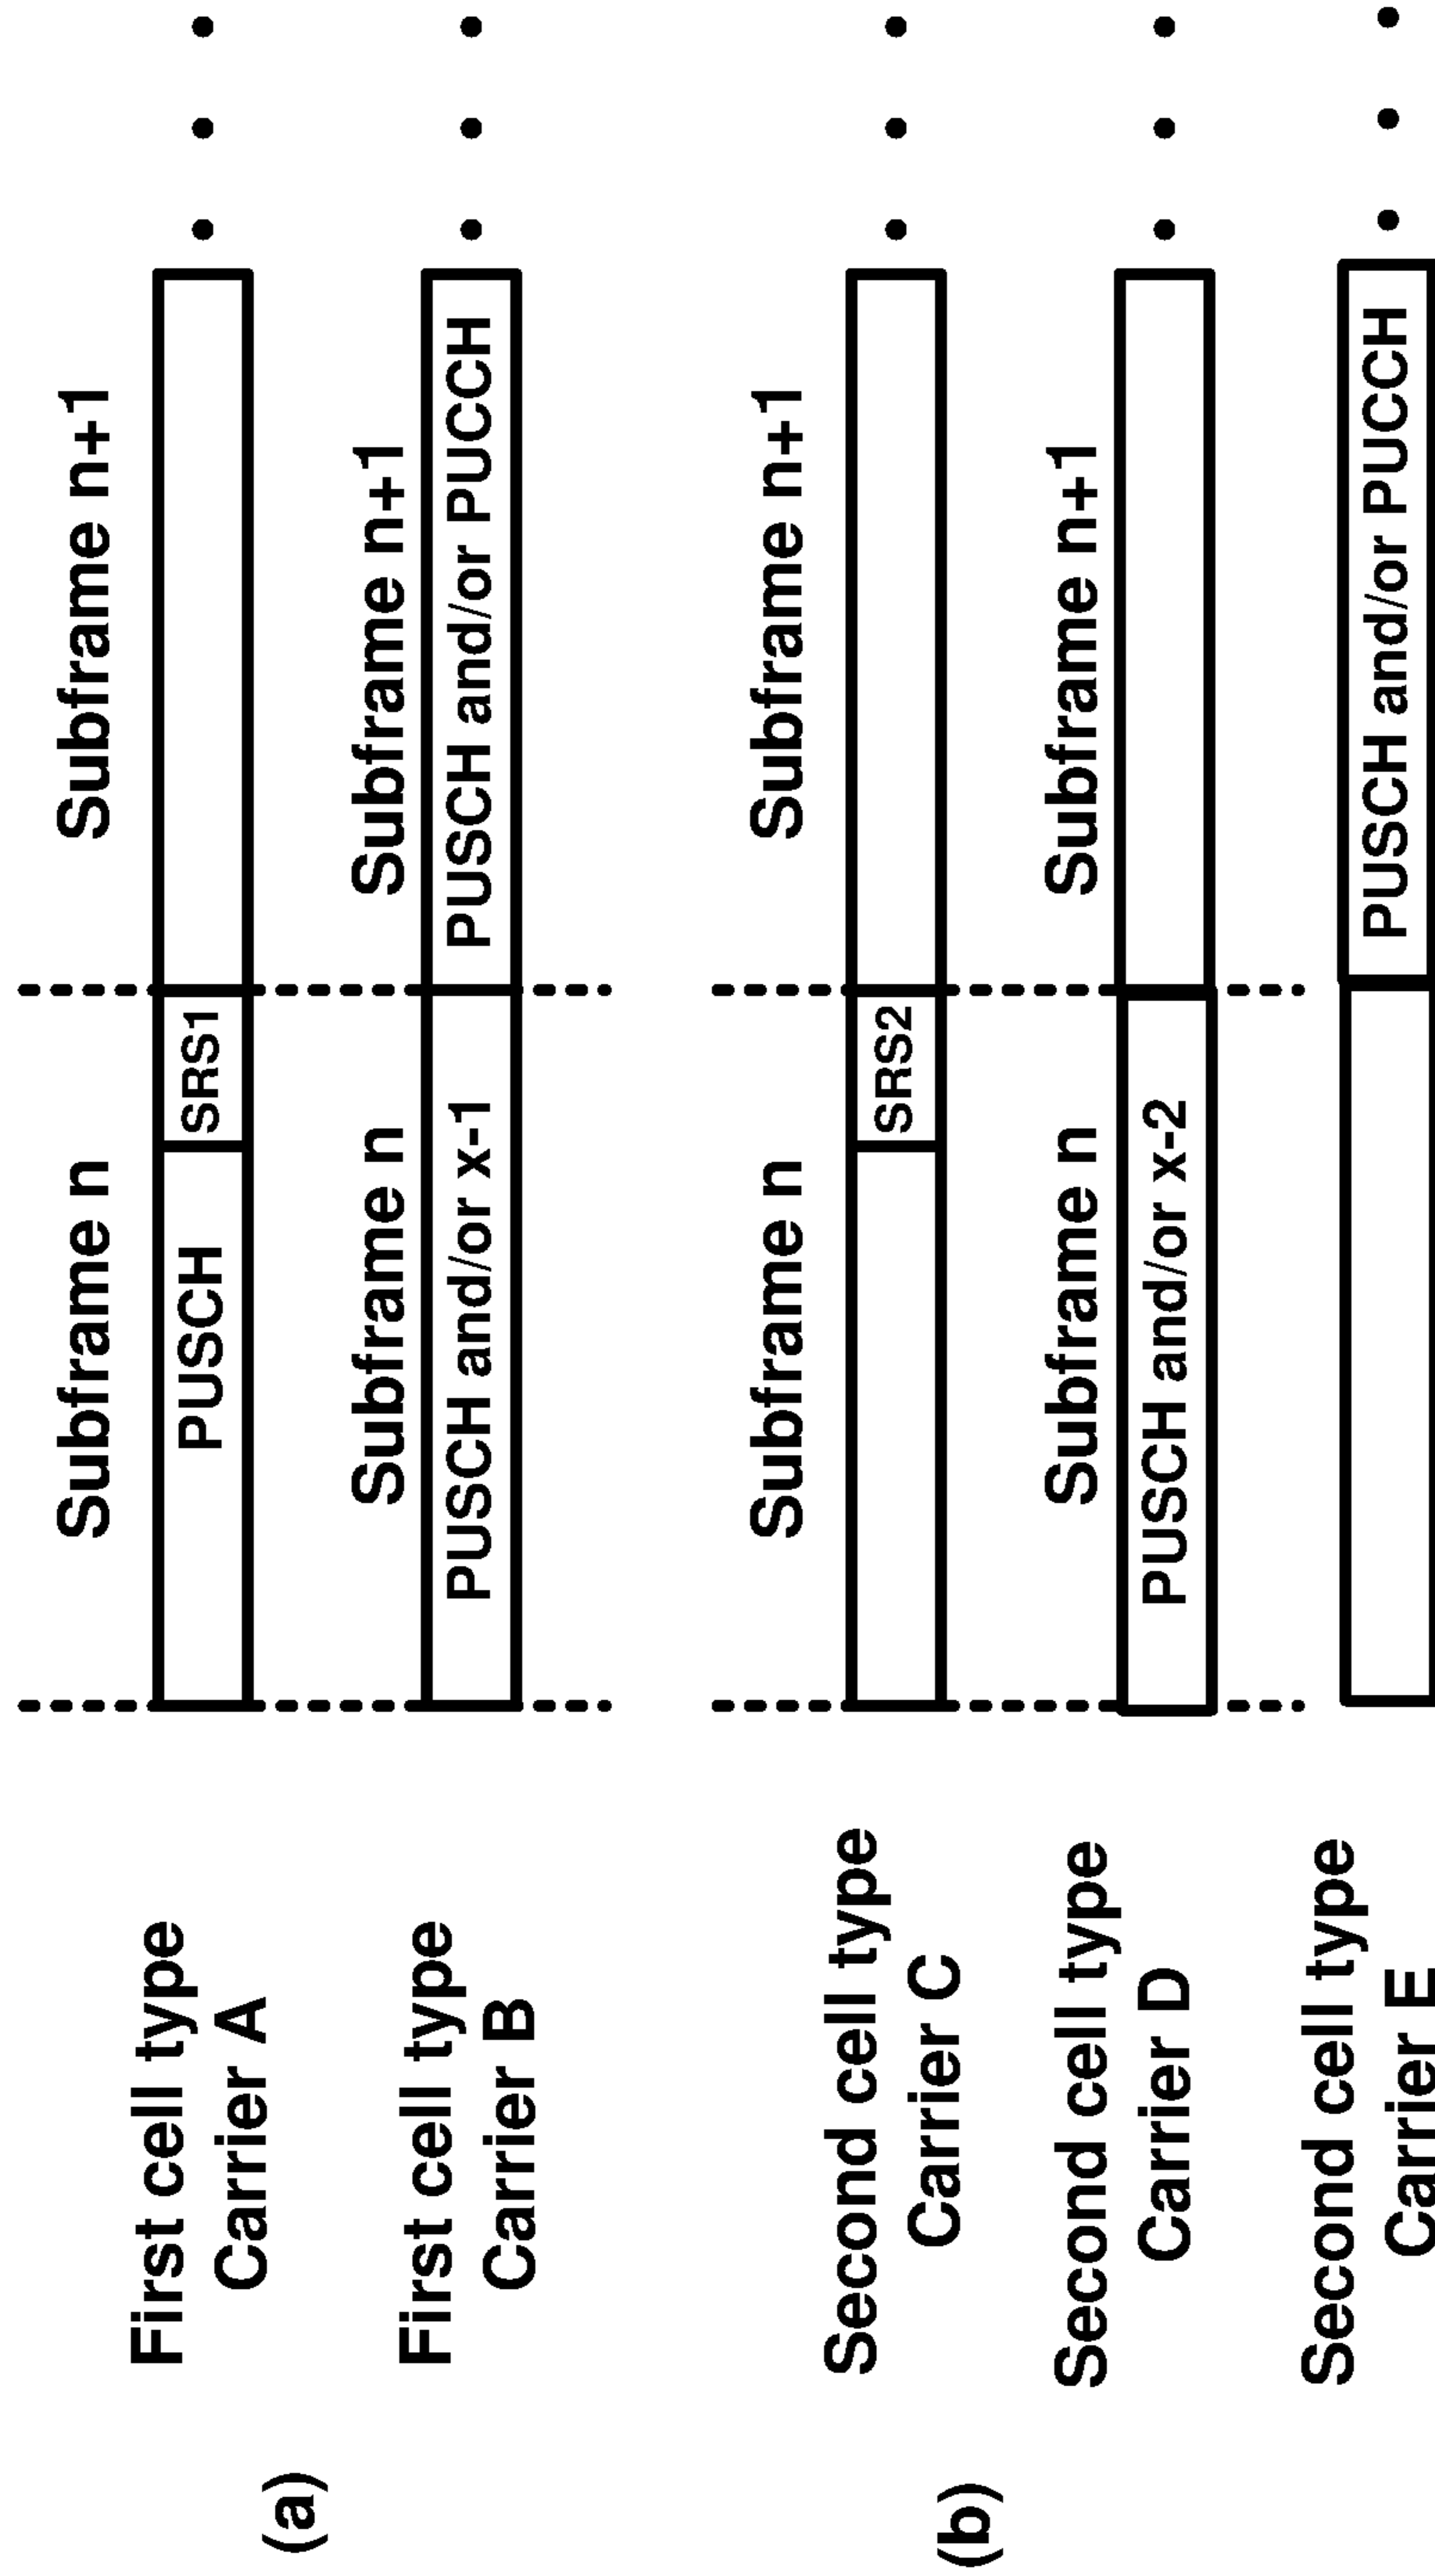 Subframe n
Subframe n+1
First cell type
Carrier A
PUSCH
SRS1
Subframe n
Subframe n+1
First cell type
Carrier B
PUSCH and/or x-1
PUSCH and/or PUCCH
(a)
Subframe n
Subframe n+1
Second cell type
Carrier C
SRS2
Subframe n
Subframe n+1
Second cell type
Carrier D
PUSCH and/or x-2
(b)
Second cell type
Carrier E
PUSCH and/or PUCCH